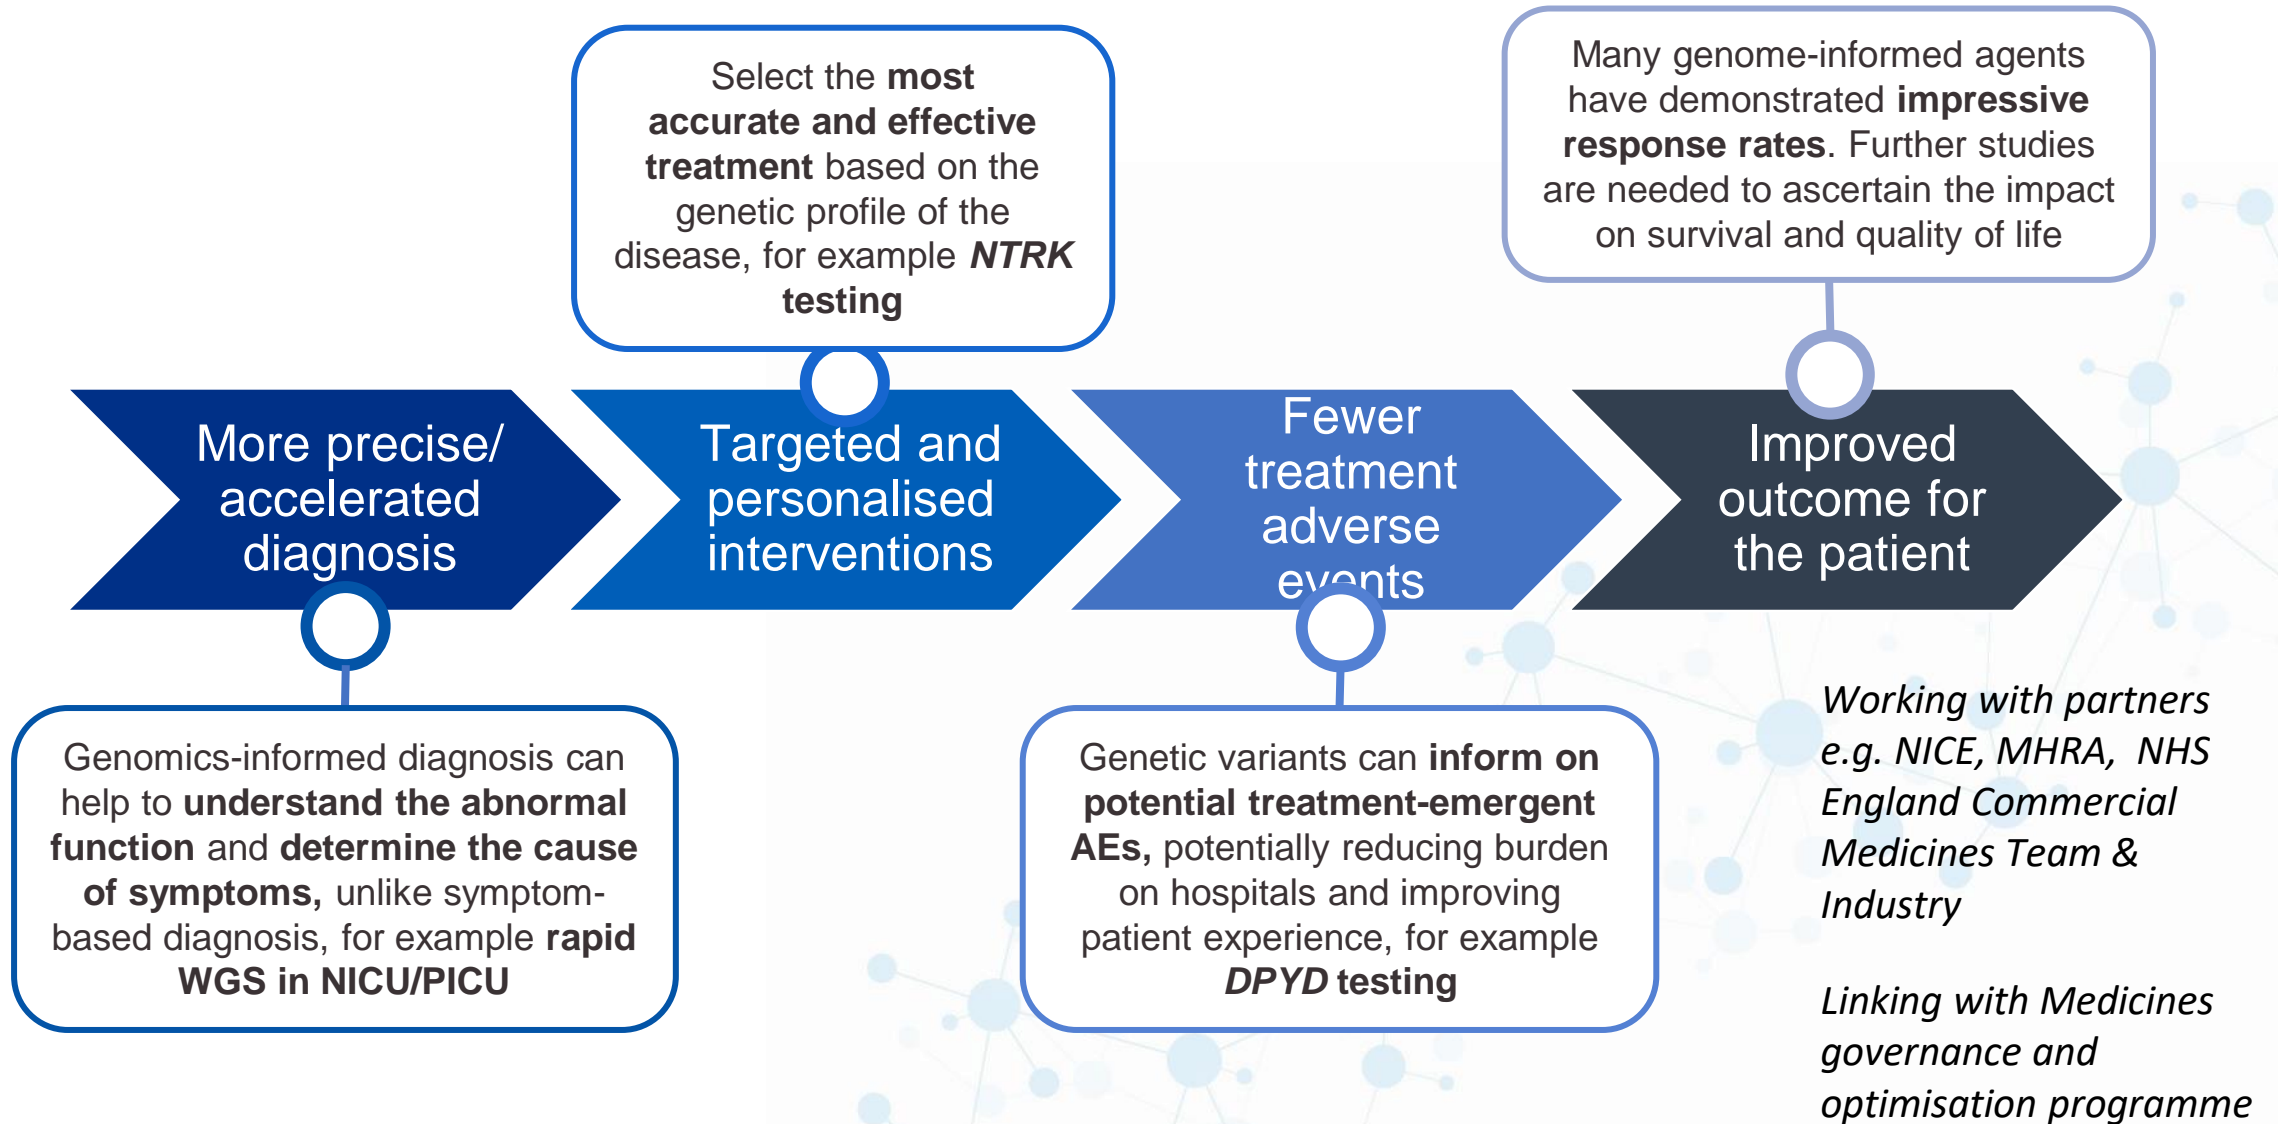 Select the most
accurate and effective
treatment based on the
genetic profile of the
disease, for example NTRK
testing
Many genome-informed agents
have demonstrated impressive
response rates. Further studies
are needed to ascertain the impact
on survival and quality of life
More precise/
accelerated
diagnosis
Targeted and
personalised
interventions
Fewer
treatment
adverse
events
Improved
outcome for
the patient
Genomics-informed diagnosis can
help to understand the abnormal
function and determine the cause
of symptoms, unlike symptom-
based diagnosis, for example rapid
WGS in NICU/PICU
Genetic variants can inform on
potential treatment-emergent
AEs, potentially reducing burden
on hospitals and improving
patient experience, for example
DPYD testing
Working with partners
e.g. NICE, MHRA, NHS
England Commercial
Medicines Team &
Industry
Linking with Medicines
governance and
optimisation programme